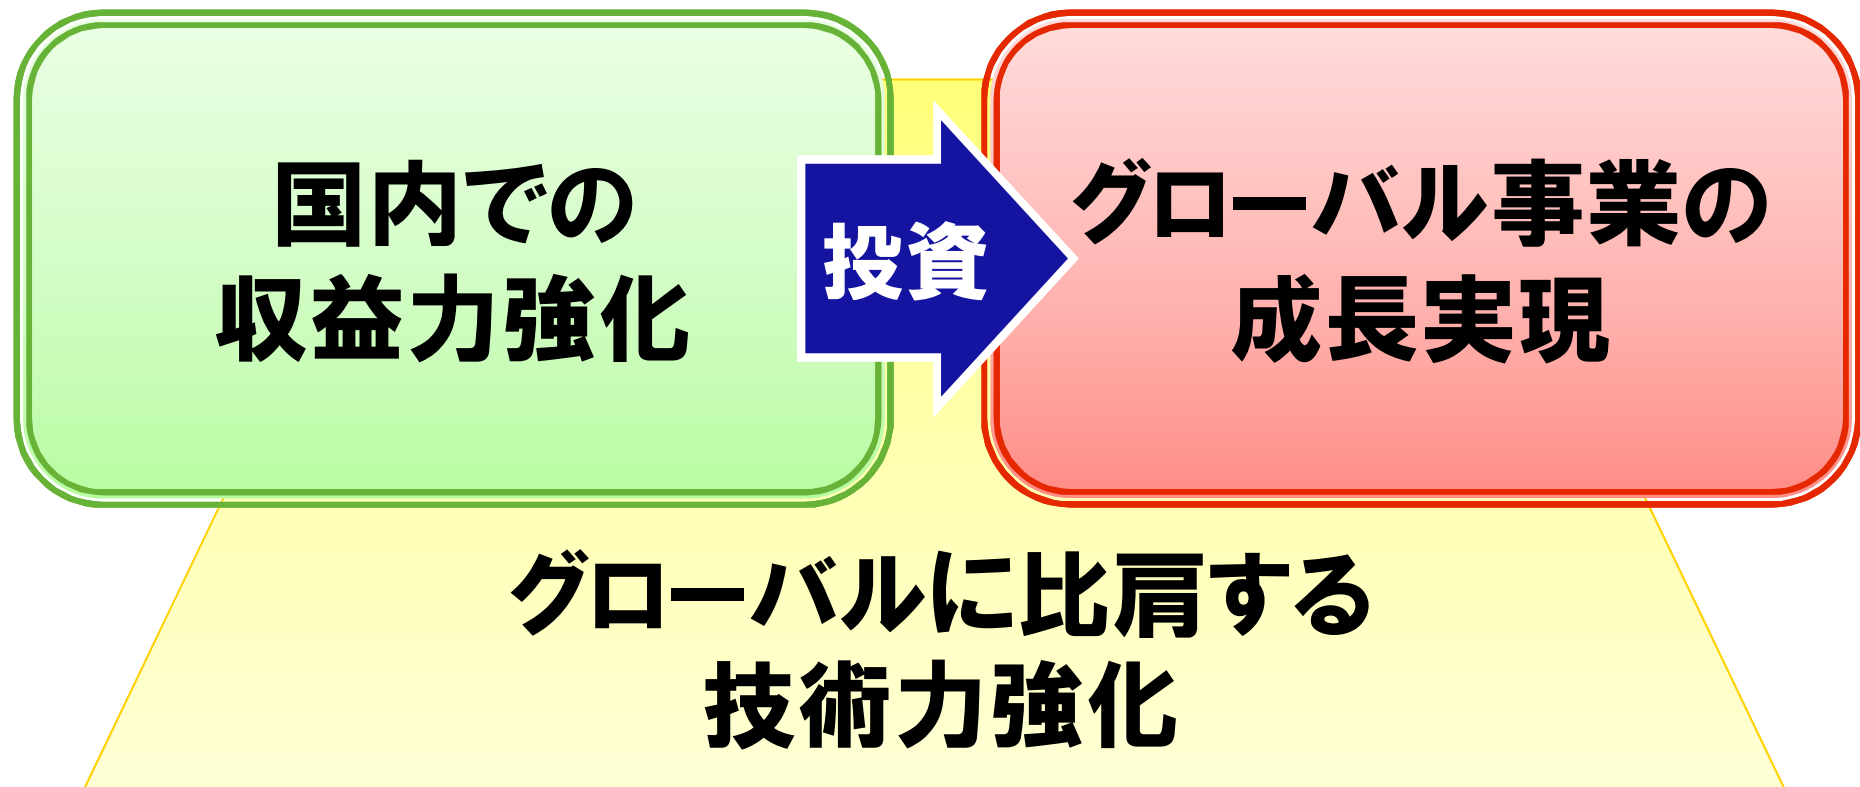 国内での
収益力強化
投資
グローバル事業の
成長実現
グローバルに比肩する
技術力強化